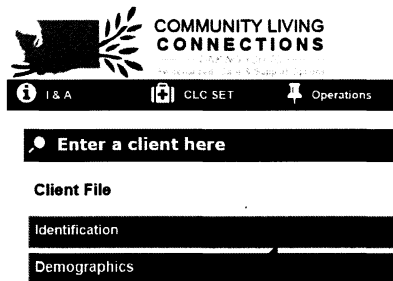 COMMUNITY LIVING
CONNECTIONS
I & A CLC SET Operations
Enter a client here
Client File
Identification
Demographics